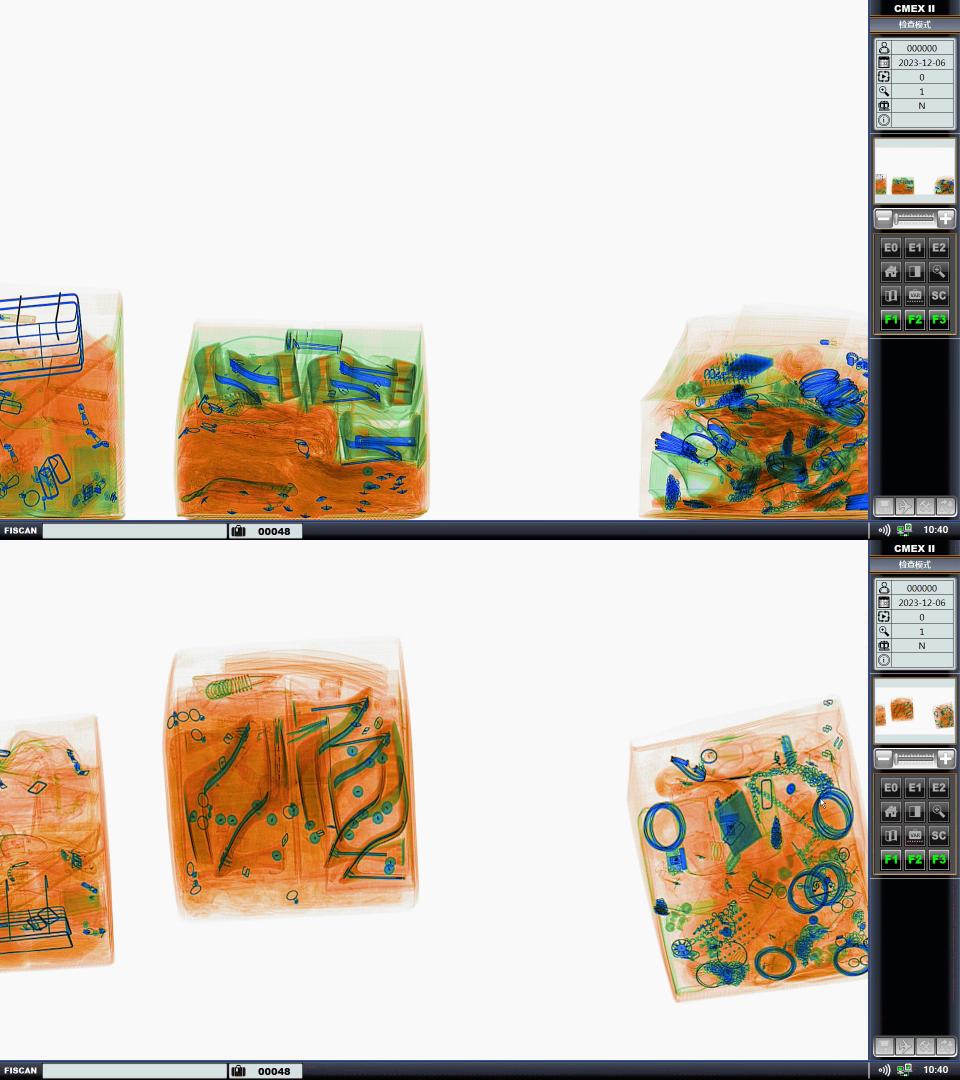 CMEX II
检查模式
000000
2023-12-06
0
1
N
E0 E1 E2
VAR SC
F1 F2 F3
FISCAN 00048 10:40
CMEX II
检查模式
000000
2023-12-06
0
1
N
E0 E1 E2
VAR SC
F1 F2 F3
FISCAN 00048 10:40